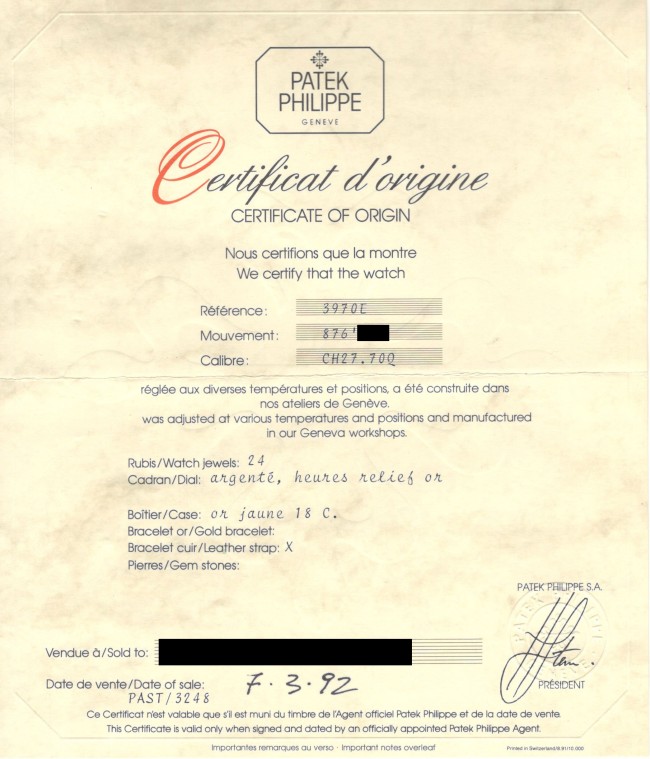 PATEK
PHILIPPE
GENEVE
Certificat d'origine
CERTIFICATE OF ORIGIN
Nous certifions que la montre
We certify that the watch
Référence: 3970E
Mouvement: 876'
Calibre: CH27.70Q
réglée aux diverses températures et positions, a été construite dans
nos ateliers de Genève.
was adjusted at various temperatures and positions and manufactured
in our Geneva workshops.
Rubis/Watch jewels: 24
Cadran/Dial: argenté, heures relief or
Boîtier/Case: or jaune 18 C.
Bracelet or/Gold bracelet:
Bracelet cuir/Leather strap: X
Pierres/Gem stones:
PATEK PHILIPPE S.A.
PATEK PHILIPPE
PRÉSIDENT
Vendue à/Sold to:
Date de vente/Date of sale: 7.3.92
PAST/3248
Ce Certificat n'est valable que s'il est muni du timbre de l'Agent officiel Patek Philippe et de la date de vente.
This Certificate is valid only when signed and dated by an officially appointed Patek Philippe Agent.
Importantes remarques au verso · Important notes overleaf
Printed in Switzerland/8.91/10.000